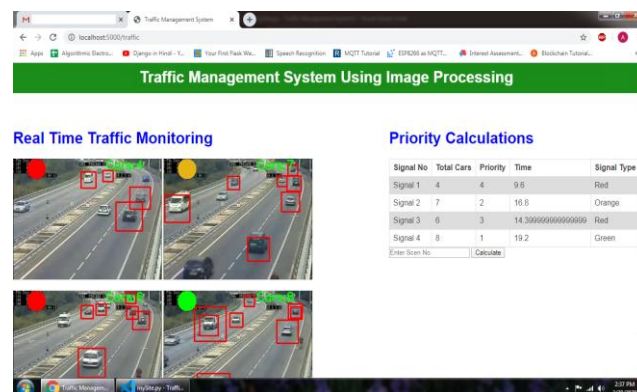 Traffic Management System
localhost:5000/traffic
Apps Algorithmic Electro... Django in Hindi - Y... Your First Flask We... Speech Recognition MQTT Tutorial ESP8266 as MQTT... Interest Assessment... Blockchain Tutorial...
Traffic Management System Using Image Processing
Real Time Traffic Monitoring
Priority Calculations
Signal No Total Cars Priority Time Signal Type
Signal 1 4 4 9.6 Red
Signal 2 7 2 16.8 Orange
Signal 3 6 3 14.399999999999999 Red
Signal 4 8 1 19.2 Green
Enter Scen No Calculate
Traffic Managem... mySite.py - Traffi... 2:37 PM